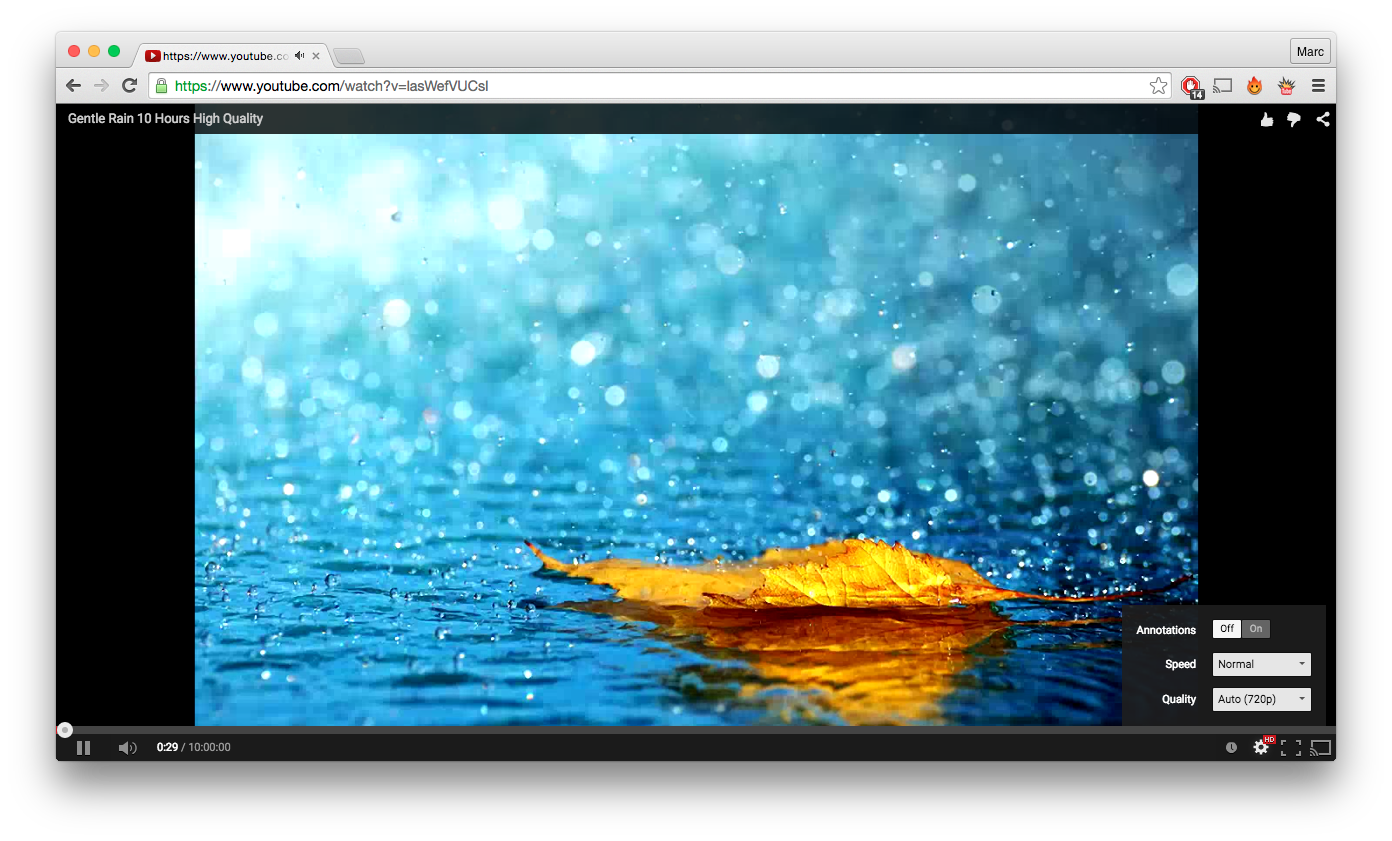 https://www.youtube.co
Marc
https://www.youtube.com/watch?v=lasWefVUCsI
14
Gentle Rain 10 Hours High Quality
Annotations Off On
Speed Normal
Quality Auto (720p)
0:29 / 10:00:00
HD